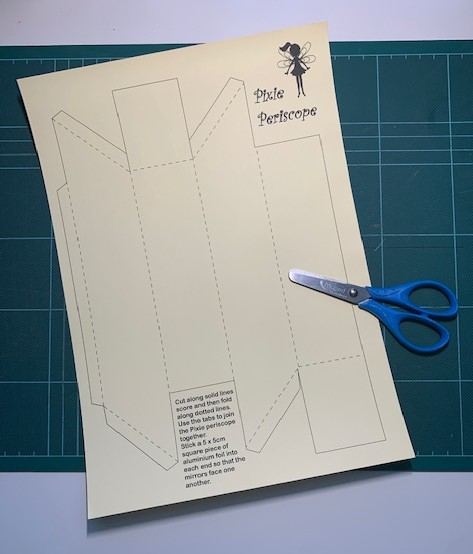 Pixie
Periscope
Cut along solid lines
score and then fold
along dotted lines.
Use the tabs to join
the Pixie periscope
together.
Stick a 5 x 5cm
square piece of
aluminium foil into
each end so that the
mirrors face one
another.